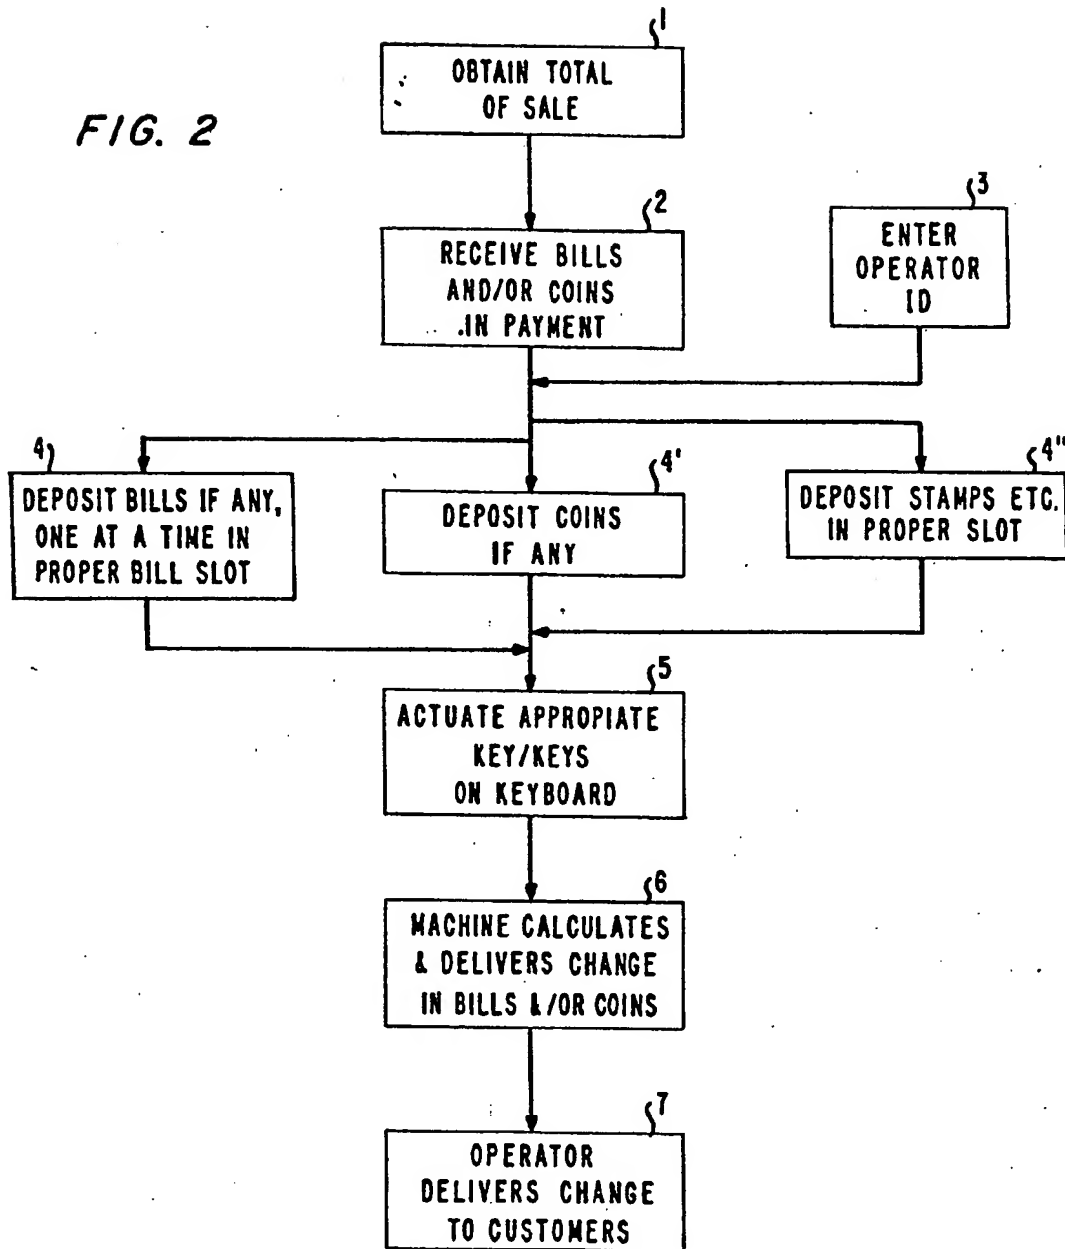 FIG. 2
1
OBTAIN TOTAL
OF SALE
2
RECEIVE BILLS
AND/OR COINS
IN PAYMENT
3
ENTER
OPERATOR
ID
4
DEPOSIT BILLS IF ANY,
ONE AT A TIME IN
PROPER BILL SLOT
4'
DEPOSIT COINS
IF ANY
4"
DEPOSIT STAMPS ETC.
IN PROPER SLOT
5
ACTUATE APPROPIATE
KEY/KEYS
ON KEYBOARD
6
MACHINE CALCULATES
& DELIVERS CHANGE
IN BILLS &/OR COINS
7
OPERATOR
DELIVERS CHANGE
TO CUSTOMERS